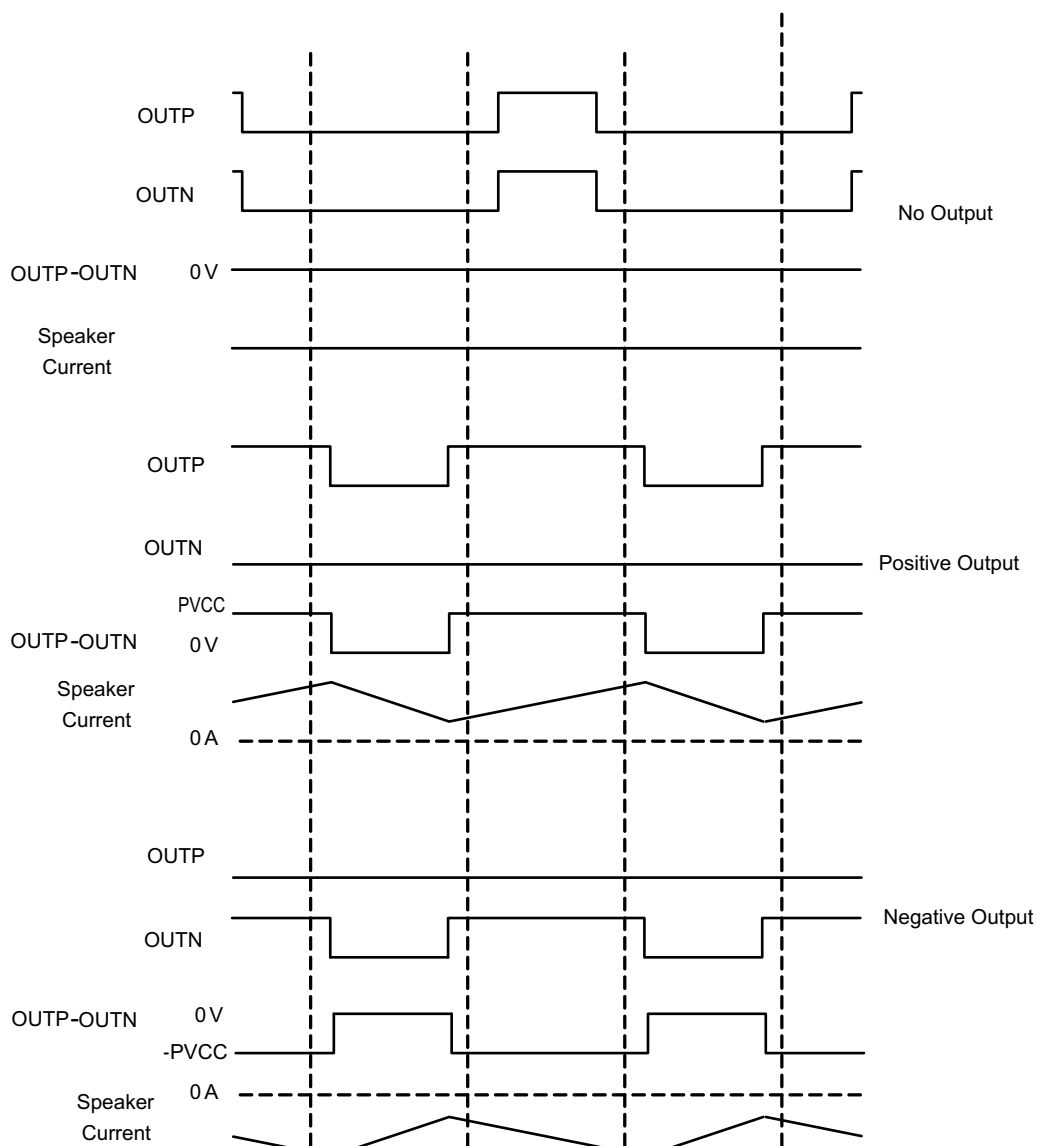 OUTP
OUTN
No Output
OUTP-OUTN 0 V
Speaker
Current
OUTP
OUTN
Positive Output
PVCC
OUTP-OUTN 0 V
Speaker
Current
0 A
OUTP
Negative Output
OUTN
OUTP-OUTN 0 V
-PVCC
0 A
Speaker
Current